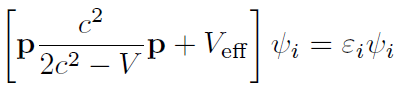 [p c²/(2c² − V) p + V_eff] ψ_i = ε_i ψ_i